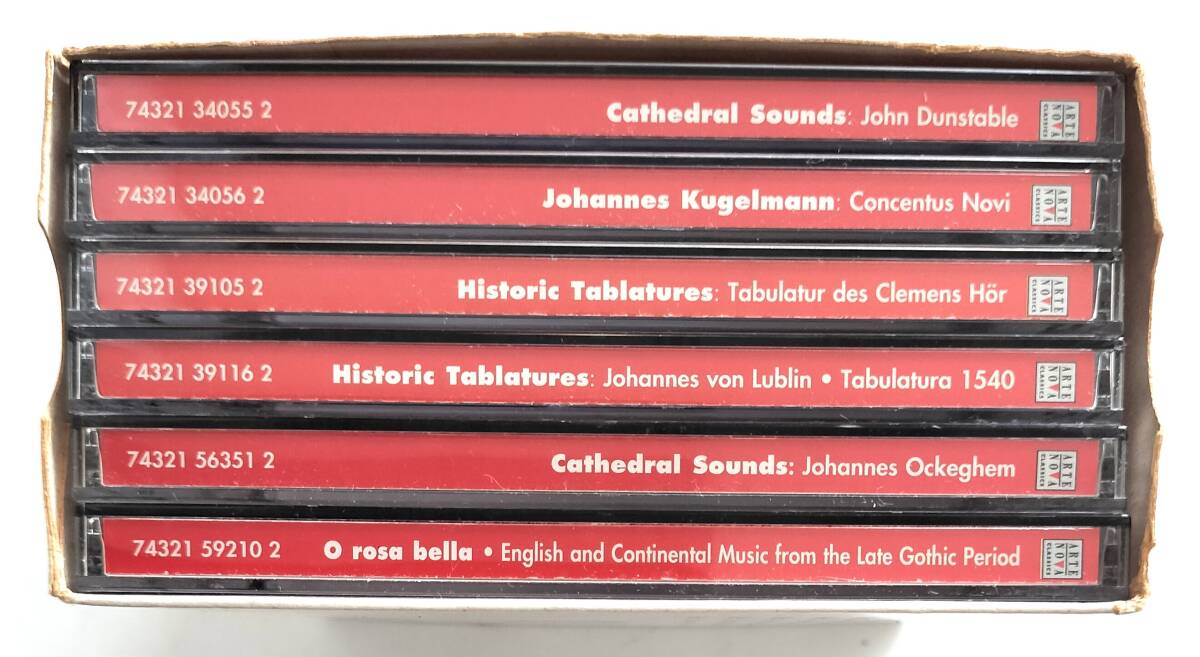 74321 34055 2 Cathedral Sounds: John Dunstable ARTE NOVA CLASSICS
74321 34056 2 Johannes Kugelmann: Concentus Novi ARTE NOVA CLASSICS
74321 39105 2 Historic Tablatures: Tabulatur des Clemens Hör ARTE NOVA CLASSICS
74321 39116 2 Historic Tablatures: Johannes von Lublin • Tabulatura 1540 ARTE NOVA CLASSICS
74321 56351 2 Cathedral Sounds: Johannes Ockeghem ARTE NOVA CLASSICS
74321 59210 2 O rosa bella • English and Continental Music from the Late Gothic Period ARTE NOVA CLASSICS